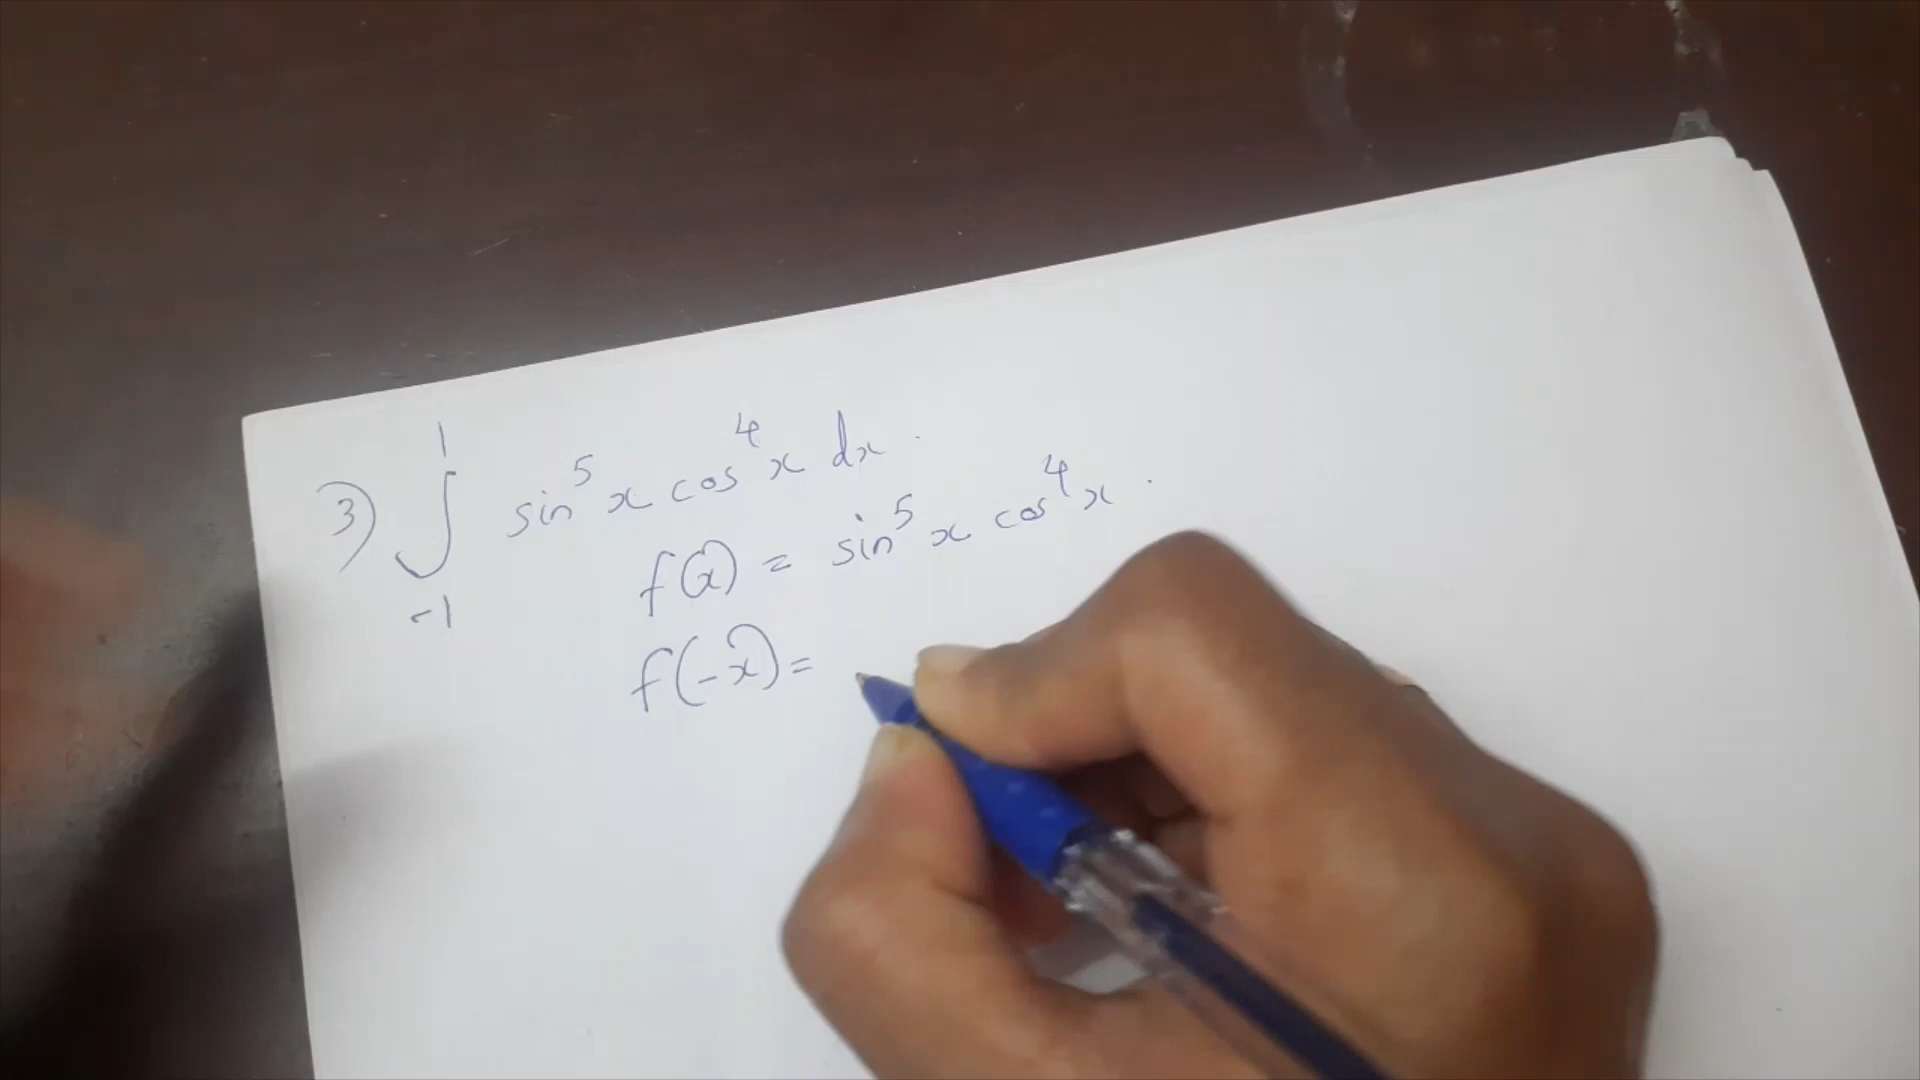 3) ∫₋₁¹ sin⁵x cos⁴x dx.
f(x) = sin⁵x cos⁴x.
f(-x) =